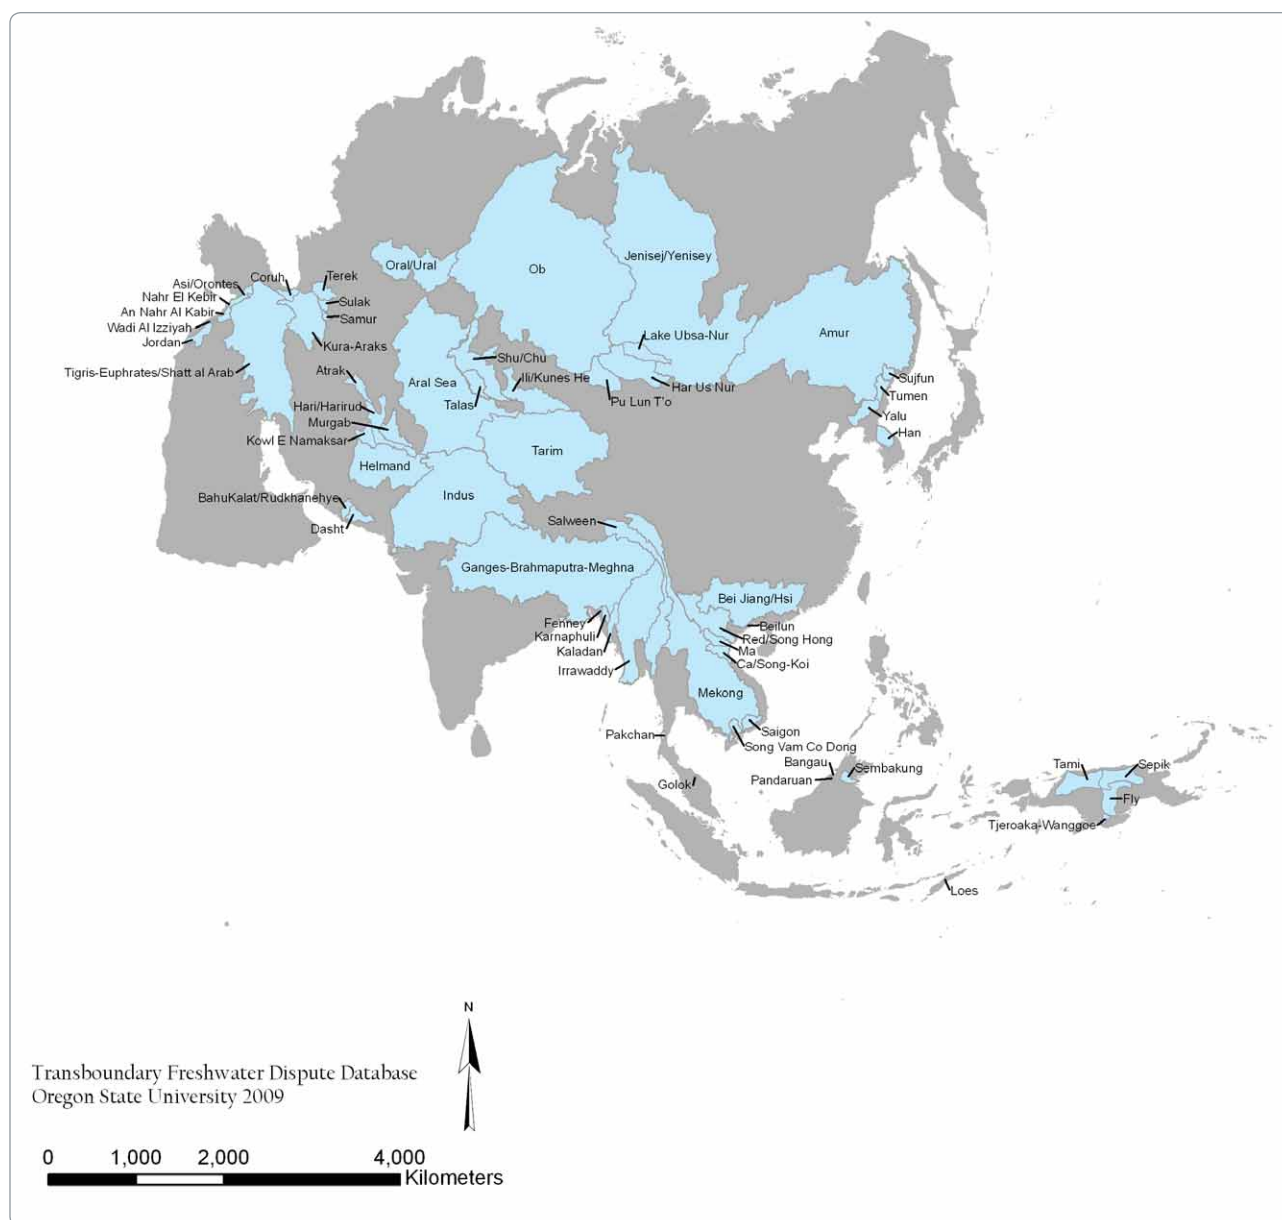 Oral/Ural
Ob
Jenisej/Yenisey
Coruh
Terek
Asi/Orontes
Nahr El Kebir
An Nahr Al Kabir
Wadi Al Izziyah
Jordan
Sulak
Samur
Kura-Araks
Tigris-Euphrates/Shatt al Arab
Atrak
Aral Sea
Shu/Chu
Ili/Kunes He
Talas
Lake Ubsa-Nur
Har Us Nur
Pu Lun T'o
Amur
Sujfun
Tumen
Yalu
Han
Hari/Harirud
Murgab
Kowl E Namaksar
Helmand
Tarim
Indus
BahuKalat/Rudkhanehye
Dasht
Salween
Ganges-Brahmaputra-Meghna
Bei Jiang/Hsi
Fenney
Karnaphuli
Kaladan
Irrawaddy
Beilun
Red/Song Hong
Ma
Ca/Song-Koi
Mekong
Saigon
Song Vam Co Dong
Pakchan
Golok
Bangau
Pandaruan
Sembakung
Tami
Sepik
Fly
Tjeroaka-Wanggoe
Loes
N
Transboundary Freshwater Dispute Database
Oregon State University 2009
0 1,000 2,000 4,000
Kilometers